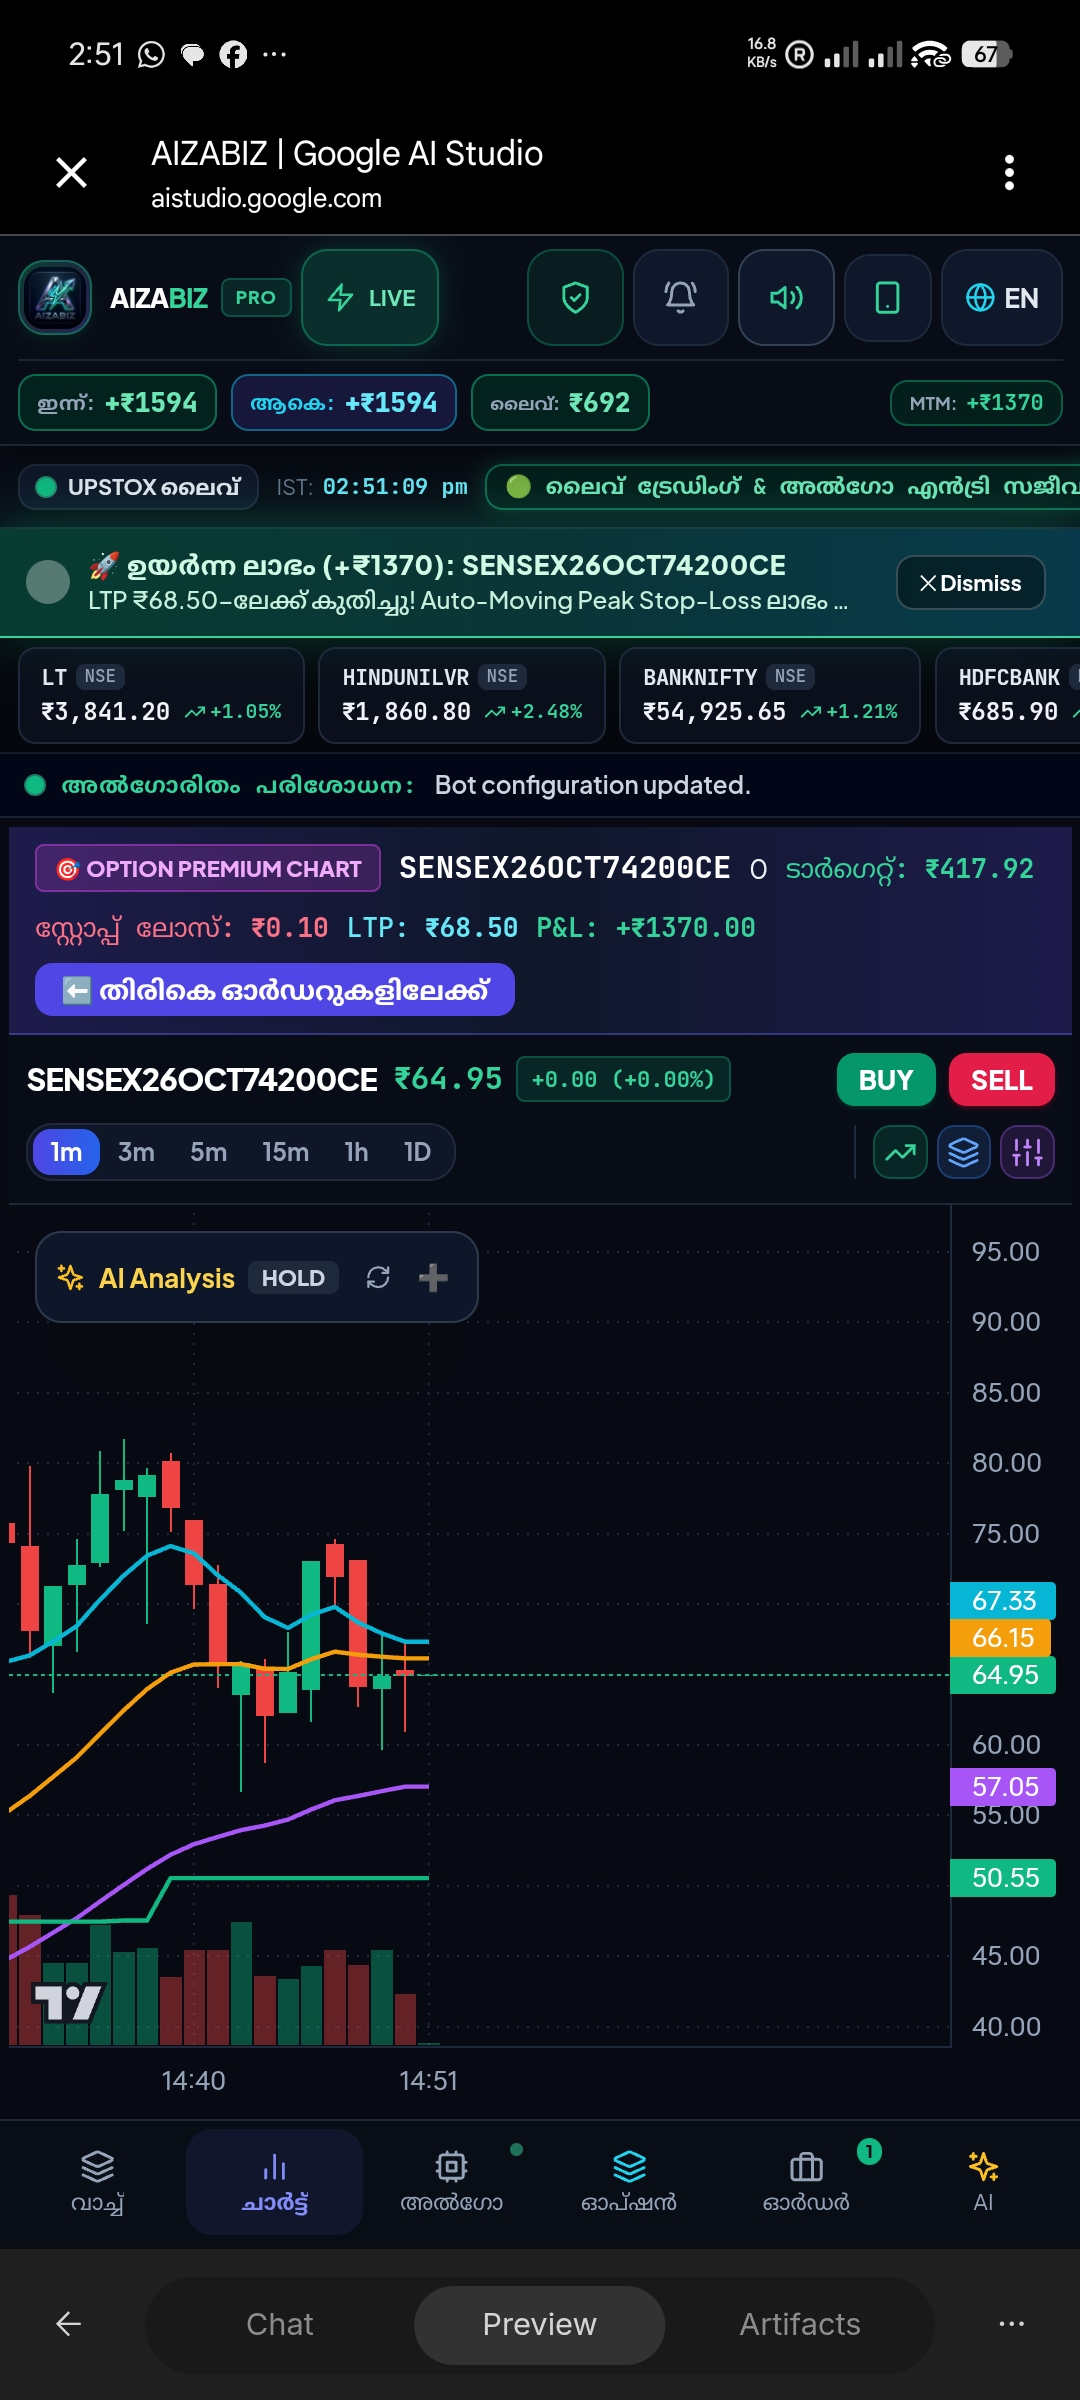 2:51 ... 16.8 KB/s R 67
AIZABIZ | Google AI Studio
aistudio.google.com
AIZABIZ PRO LIVE EN
ഇന്ന്: +₹1594 ആകെ: +₹1594 ലൈവ്: ₹692 MTM: +₹1370
UPSTOX ലൈവ് IST: 02:51:09 pm ലൈവ് ട്രേഡിംഗ് & അൽഗോ എൻട്രി സജീവ
🚀 ഉയർന്ന ലാഭം (+₹1370): SENSEX26OCT74200CE
LTP ₹68.50-ലേക്ക് കുതിച്ചു! Auto-Moving Peak Stop-Loss ലാഭം ...
Dismiss
LT NSE HINDUNILVR NSE BANKNIFTY NSE HDFCBANK
₹3,841.20 +1.05% ₹1,860.80 +2.48% ₹54,925.65 +1.21% ₹685.90
അൽഗോരിതം പരിശോധന: Bot configuration updated.
🎯 OPTION PREMIUM CHART SENSEX26OCT74200CE 0 ടാർഗെറ്റ്: ₹417.92
സ്റ്റോപ്പ് ലോസ്: ₹0.10 LTP: ₹68.50 P&L: +₹1370.00
⬅️ തിരികെ ഓർഡറുകളിലേക്ക്
SENSEX26OCT74200CE ₹64.95 +0.00 (+0.00%) BUY SELL
1m 3m 5m 15m 1h 1D
AI Analysis HOLD
95.00
90.00
85.00
80.00
75.00
67.33
66.15
64.95
60.00
57.05
55.00
50.55
45.00
40.00
14:40 14:51
വാച്ച് ചാർട്ട് അൽഗോ ഓപ്ഷൻ ഓർഡർ 1 AI
Chat Preview Artifacts ...